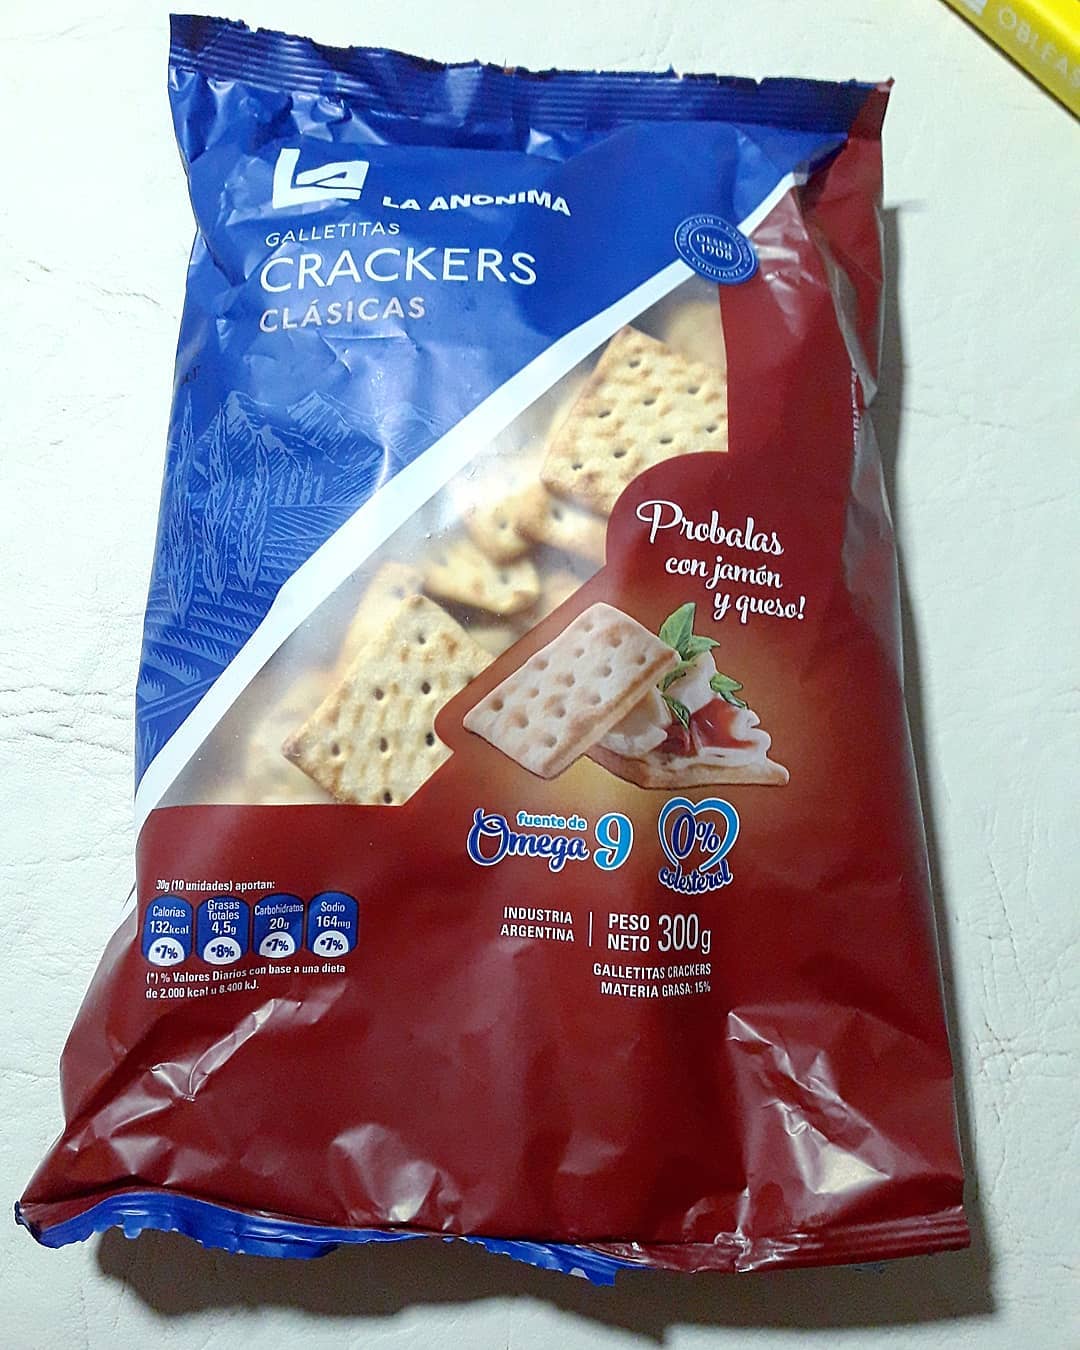 OBLEAS
LA ANONIMA
GALLETITAS
CRACKERS
CLÁSICAS
DESDE
1908
CONFIANZA
Probalas
con jamón
y queso!
fuente de
Omega 9
0%
colesterol
30g (10 unidades) aportan:
Calorías
132kcal
*7%
Grasas
Totales
4,5g
*8%
Carbohidratos
20g
*7%
Sodio
164mg
*7%
(*) % Valores Diarios con base a una dieta
de 2.000 kcal u 8.400 kJ.
INDUSTRIA
ARGENTINA
PESO
NETO 300g
GALLETITAS CRACKERS
MATERIA GRASA: 15%